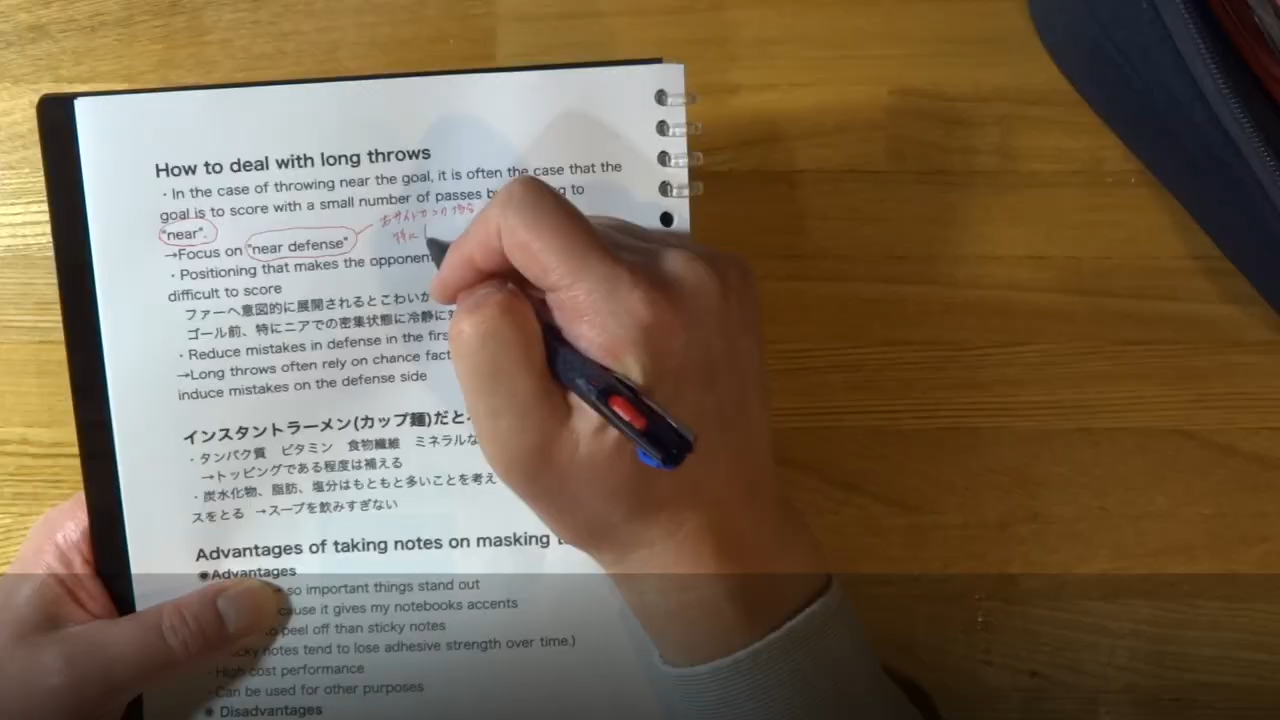 How to deal with long throws
・In the case of throwing near the goal, it is often the case that the
goal is to score with a small number of passes to
"near".
→Focus on "near defense"
・Positioning that makes the opponen
difficult to score
ファーへ意図的に展開されるとこわいか
ゴール前、特にニアでの密集状態に冷静に
・Reduce mistakes in defense in the firs
→Long throws often rely on chance fact
induce mistakes on the defense side
特に
インスタントラーメン(カップ麺)だと
・タンパク質 ビタミン 食物繊維 ミネラルな
→トッピングである程度は補える
・炭水化物、脂肪、塩分はもともと多いことを考え
スをとる →スープを飲みすぎない
Advantages of taking notes on masking
◉Advantages
so important things stand out
cause it gives my notebooks accents
to peel off than sticky notes
cky notes tend to lose adhesive strength over time.)
・High cost performance
・Can be used for other purposes
◉ Disadvantages